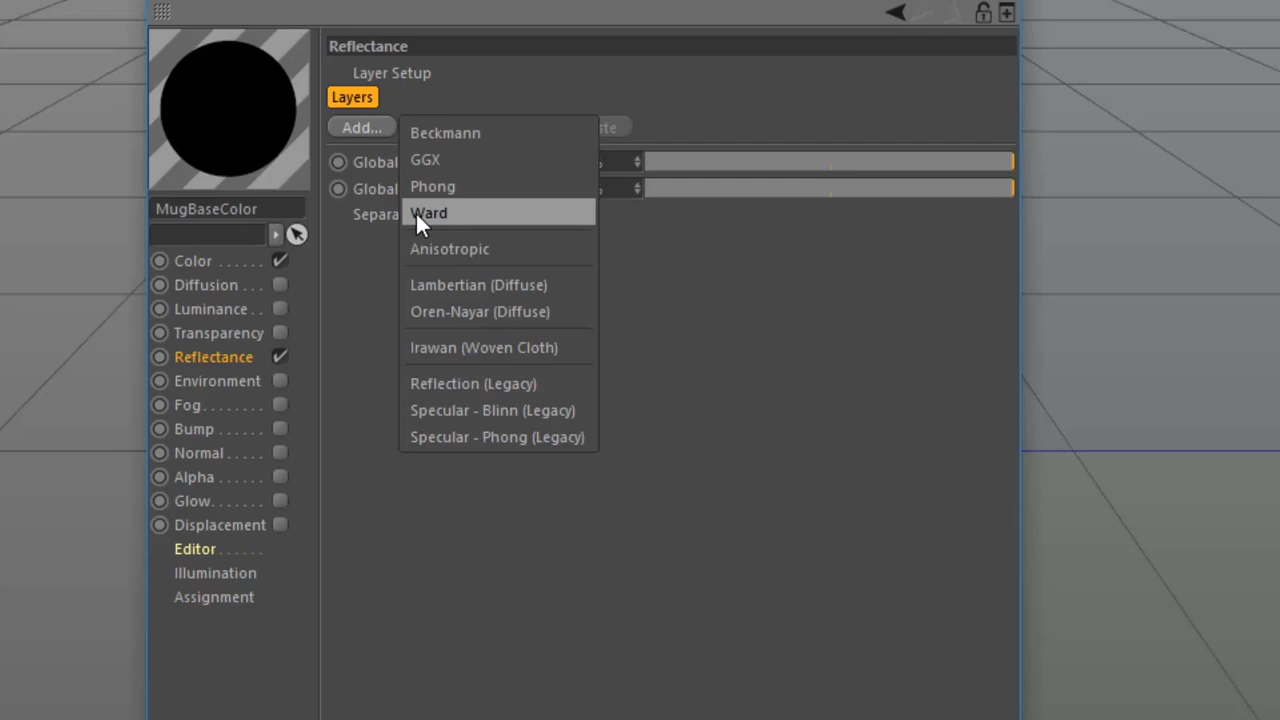 Reflectance
Layer Setup
Layers
Add...
Beckmann
GGX
Phong
Ward
Anisotropic
Lambertian (Diffuse)
Oren-Nayar (Diffuse)
Irawan (Woven Cloth)
Reflection (Legacy)
Specular - Blinn (Legacy)
Specular - Phong (Legacy)
Global
Global
MugBaseColor
Color . . . . . .
Diffusion . . .
Luminance . .
Transparency
Reflectance
Environment
Fog . . . . . . . .
Bump . . . . . .
Normal . . . . .
Alpha . . . . . .
Glow . . . . . . .
Displacement
Editor . . . . . .
Illumination
Assignment